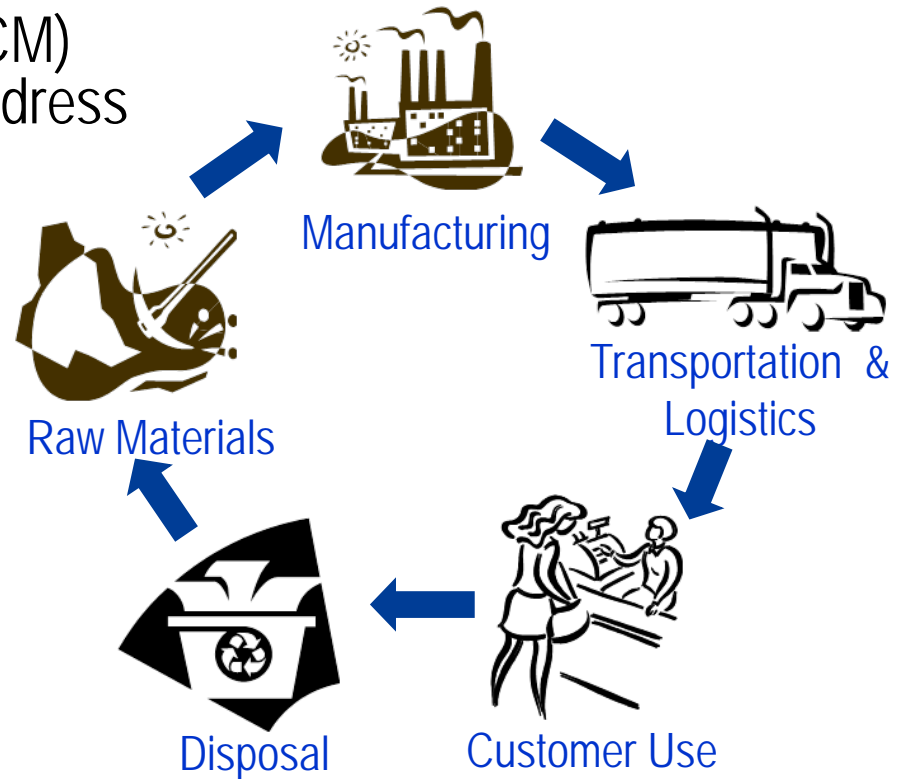 CM)
dress
Manufacturing
Transportation &
Logistics
Raw Materials
Disposal
Customer Use